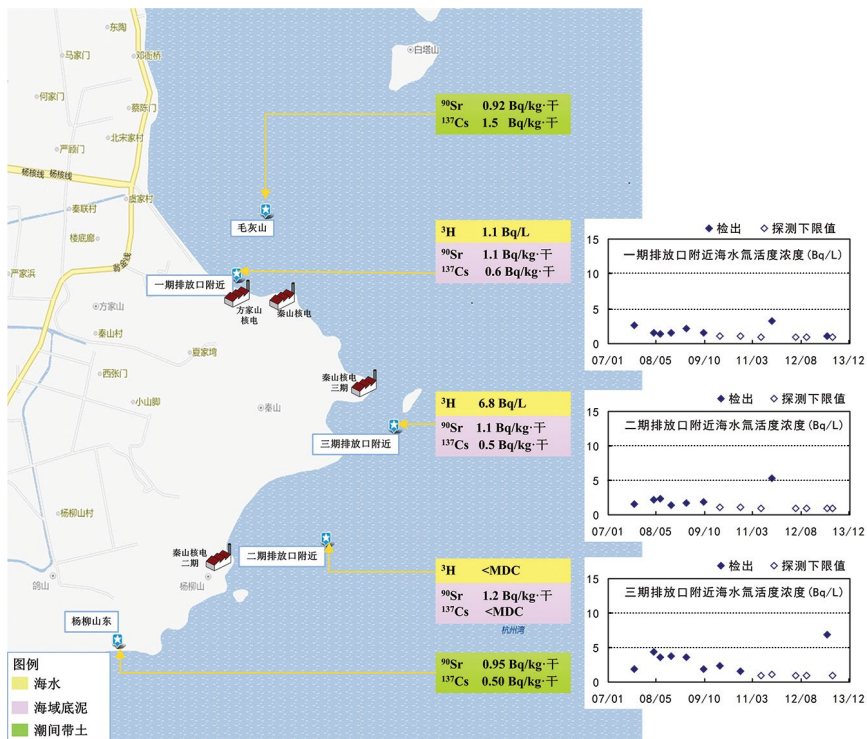 东陶
马家门
邓衙桥
白塔山
何家门
蔡陈门
北宋家村
严顾门
杨核线 杨核线
虞家村
秦联村
楼底廊
严家浜
方家山
秦山村
夏家埼
西张门
小山脚
秦山
杨柳山村
鸽山
杨柳山
杭州湾
毛灰山
一期排放口附近
方家山
核电
秦山核电
秦山核电
三期
三期排放口附近
秦山核电
二期
二期排放口附近
杨柳山东
⁹⁰Sr 0.92 Bq/kg·干
¹³⁷Cs 1.5 Bq/kg·干
³H 1.1 Bq/L
⁹⁰Sr 1.1 Bq/kg·干
¹³⁷Cs 0.6 Bq/kg·干
³H 6.8 Bq/L
⁹⁰Sr 1.1 Bq/kg·干
¹³⁷Cs 0.5 Bq/kg·干
³H <MDC
⁹⁰Sr 1.2 Bq/kg·干
¹³⁷Cs <MDC
⁹⁰Sr 0.95 Bq/kg·干
¹³⁷Cs 0.50 Bq/kg·干
图例
海水
海域底泥
潮间带土
◆检出 ◇探测下限值
一期排放口附近海水氚活度浓度(Bq/L)
15
10
5
0
07/01 08/05 09/10 11/03 12/08 13/12
◆检出 ◇探测下限值
二期排放口附近海水氚活度浓度(Bq/L)
15
10
5
0
07/01 08/05 09/10 11/03 12/08 13/12
◆检出 ◇探测下限值
三期排放口附近海水氚活度浓度(Bq/L)
15
10
5
0
07/01 08/05 09/10 11/03 12/08 13/12